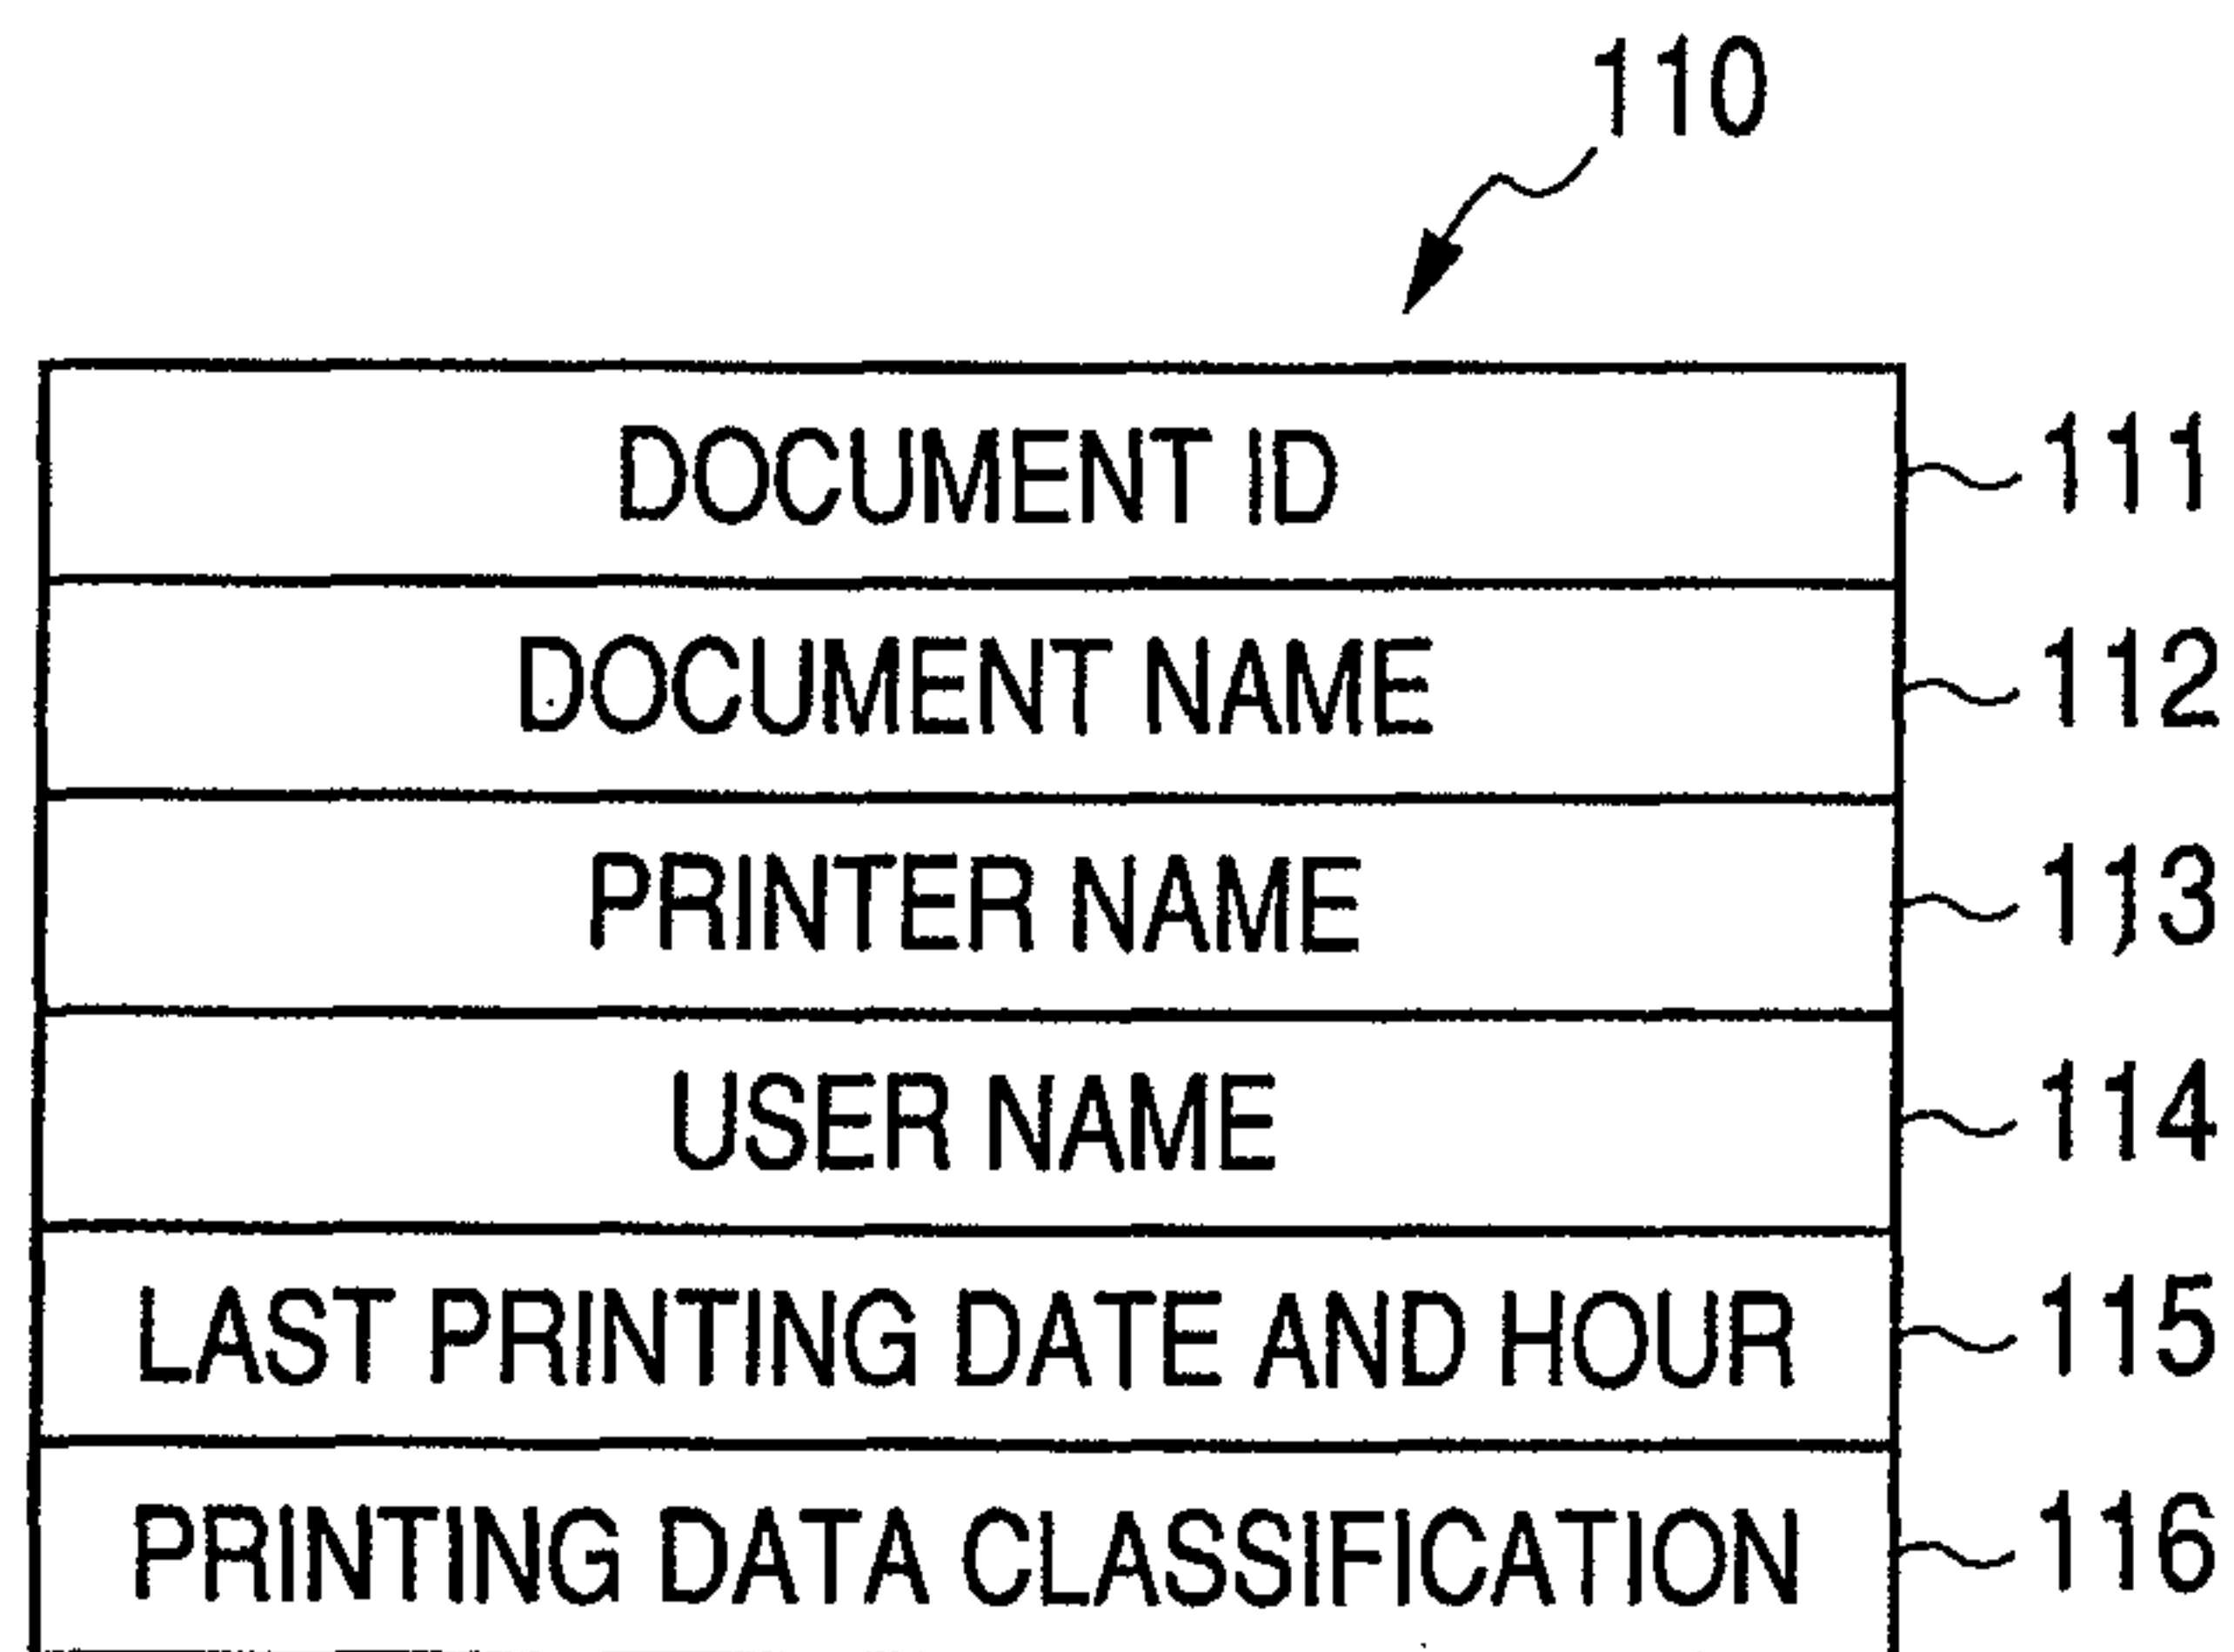 110
DOCUMENT ID 111
DOCUMENT NAME 112
PRINTER NAME 113
USER NAME 114
LAST PRINTING DATE AND HOUR 115
PRINTING DATA CLASSIFICATION 116